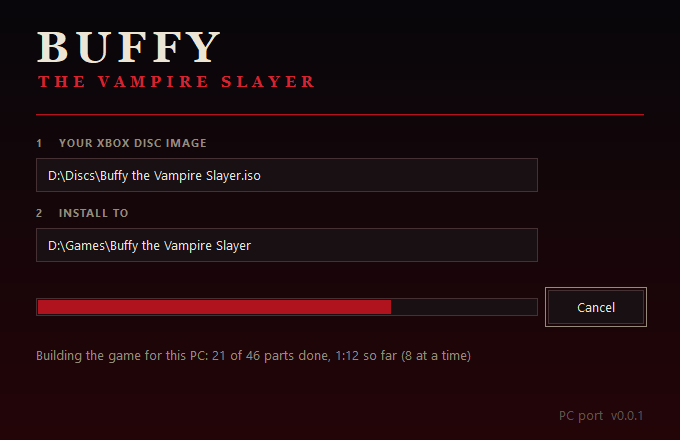 BUFFY
THE VAMPIRE SLAYER
1 YOUR XBOX DISC IMAGE
D:\Discs\Buffy the Vampire Slayer.iso
2 INSTALL TO
D:\Games\Buffy the Vampire Slayer
Cancel
Building the game for this PC: 21 of 46 parts done, 1:12 so far (8 at a time)
PC port v0.0.1